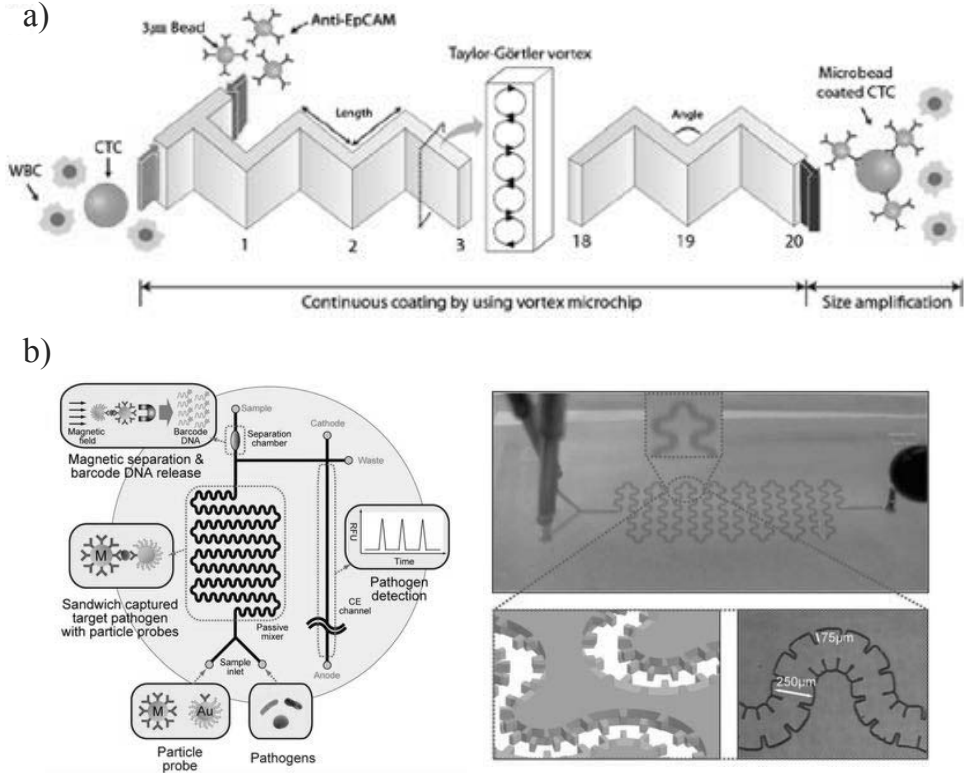 a)
3㎛ Bead
Anti-EpCAM
Taylor-Görtler vortex
Microbead
coated CTC
Length
Angle
CTC
WBC
1
2
3
18
19
20
Continuous coating by using vortex microchip
Size amplification
b)
Magnetic
field
Barcode
DNA
Magnetic separation &
barcode DNA release
Sample
Separation
chamber
Cathode
Waste
M
Sandwich captured
target pathogen
with particle probes
RFU
Time
Pathogen
detection
CE
channel
Passive
mixer
Sample
inlet
Anode
M
Au
Particle
probe
Pathogens
75μm
250μm